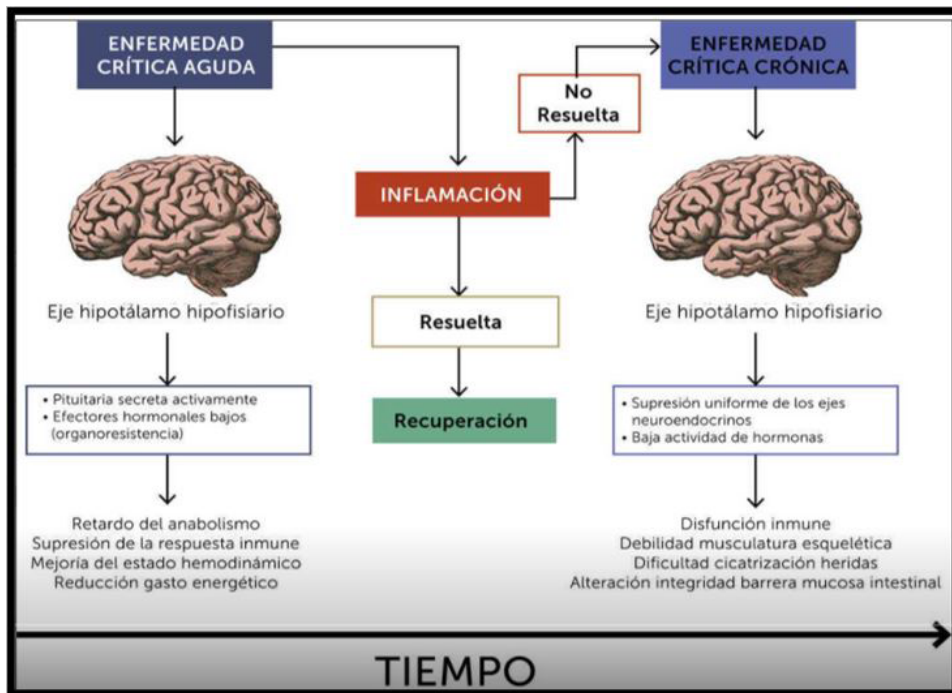 ENFERMEDAD
CRÍTICA AGUDA
ENFERMEDAD
CRÍTICA CRÓNICA
No
Resuelta
INFLAMACIÓN
Eje hipotálamo hipofisiario
Resuelta
Eje hipotálamo hipofisiario
• Pituitaria secreta activamente
• Efectores hormonales bajos
(organoresistencia)
Recuperación
• Supresión uniforme de los ejes
neuroendocrinos
• Baja actividad de hormonas
Retardo del anabolismo
Supresión de la respuesta inmune
Mejoría del estado hemodinámico
Reducción gasto energético
Disfunción inmune
Debilidad musculatura esquelética
Dificultad cicatrización heridas
Alteración integridad barrera mucosa intestinal
TIEMPO